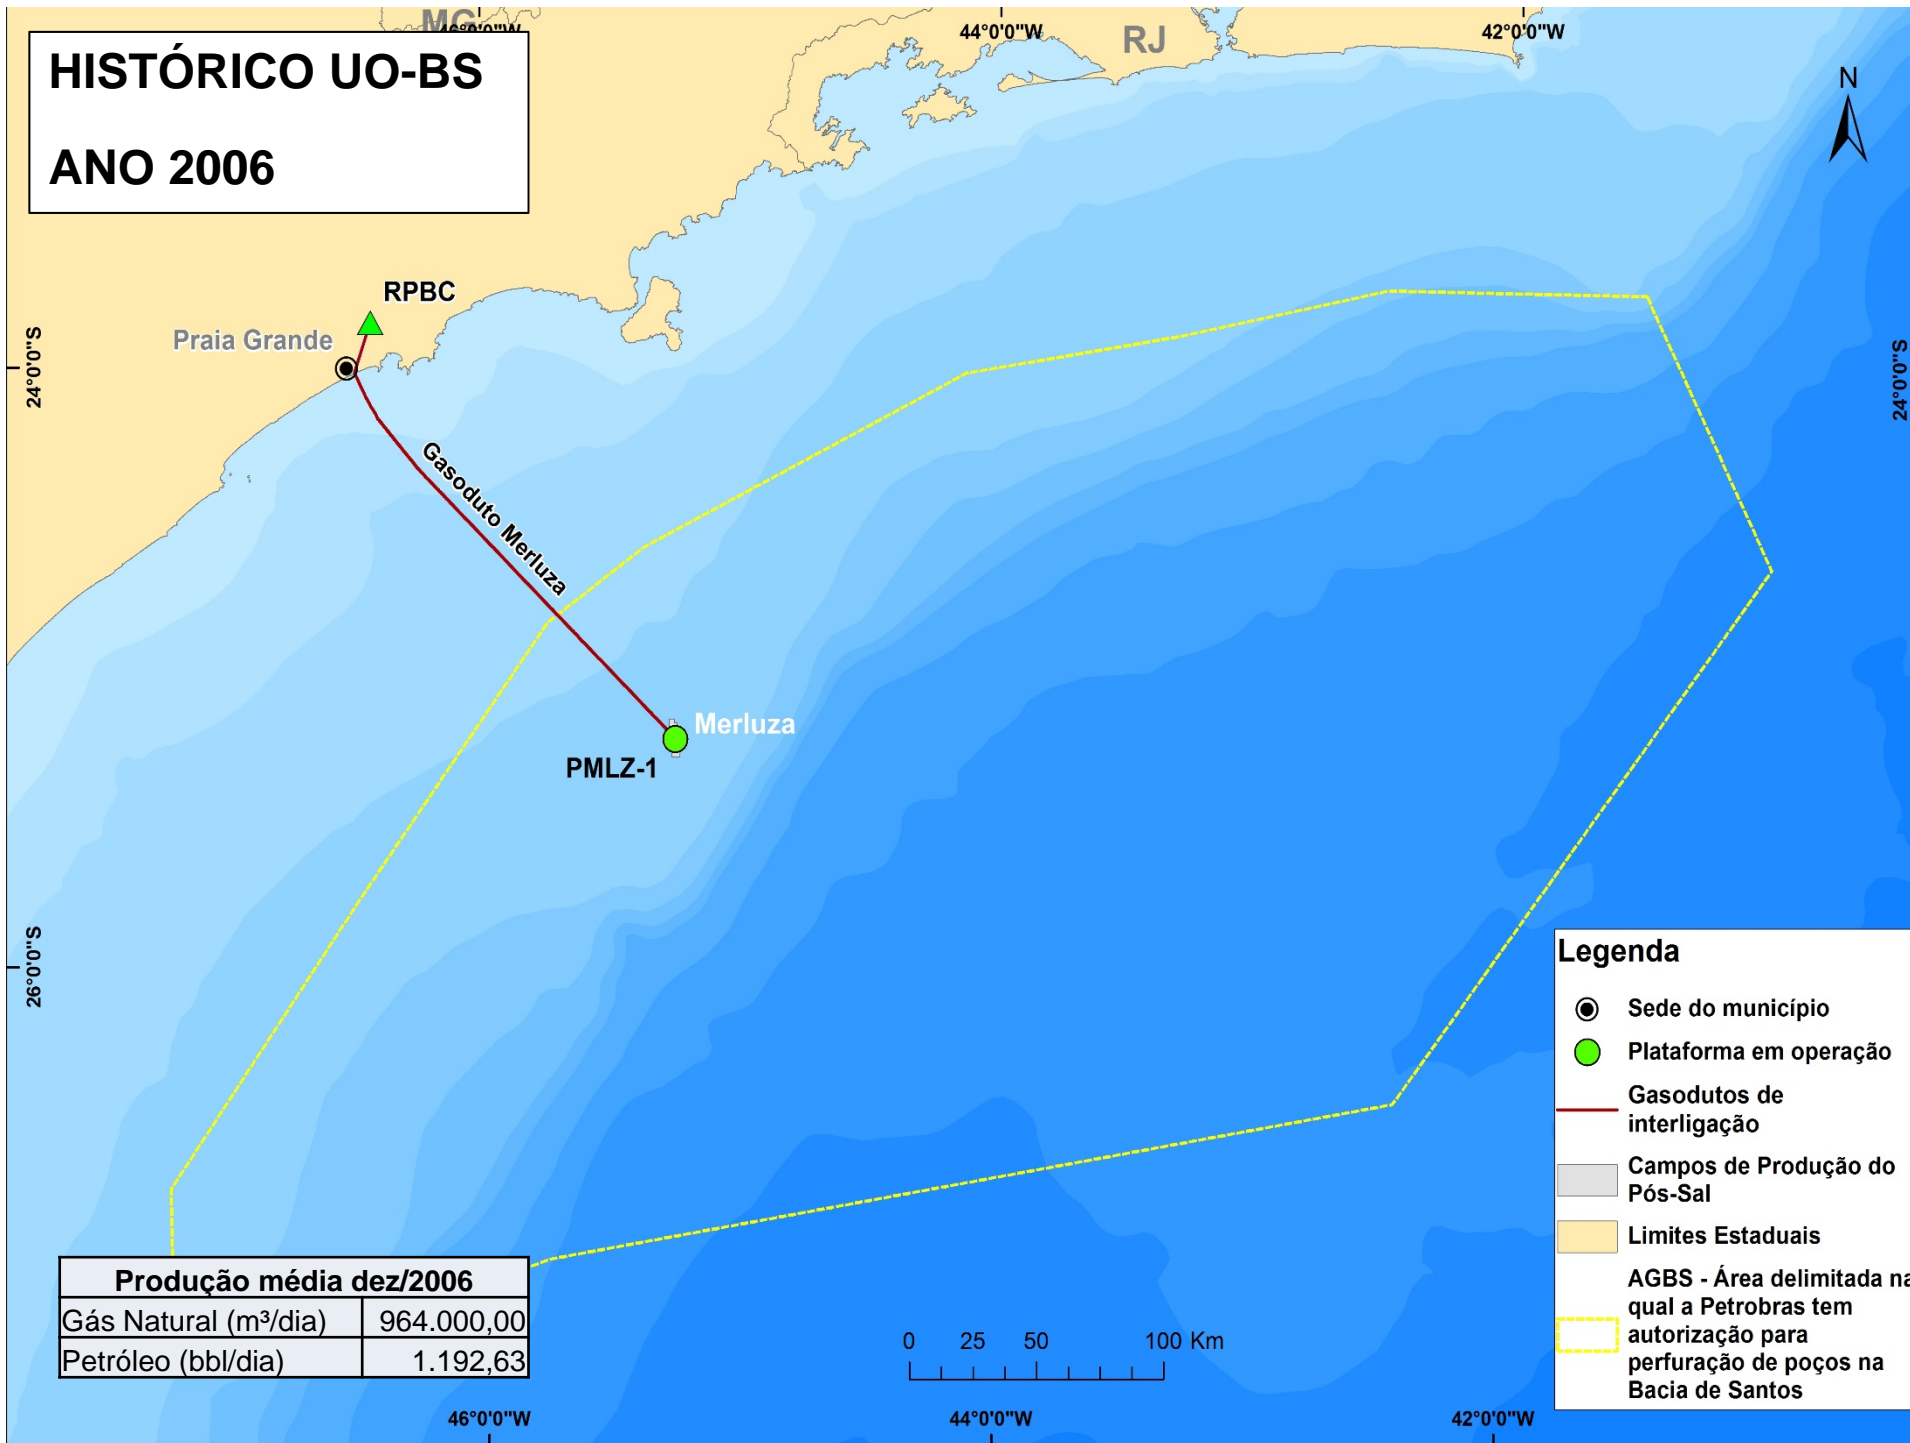 MG
46°0'0"W
44°0'0"W
RJ
42°0'0"W
HISTÓRICO UO-BS
ANO 2006
N
RPBC
Praia Grande
24°0'0"S
24°0'0"S
Gasoduto Merluza
Merluza
PMLZ-1
26°0'0"S
Legenda
Sede do município
Plataforma em operação
Gasodutos de
interligação
Campos de Produção do
Pós-Sal
Limites Estaduais
AGBS - Área delimitada na
qual a Petrobras tem
autorização para
perfuração de poços na
Bacia de Santos
Produção média dez/2006
Gás Natural (m³/dia) 964.000,00
Petróleo (bbl/dia) 1.192,63
0 25 50 100 Km
46°0'0"W
44°0'0"W
42°0'0"W